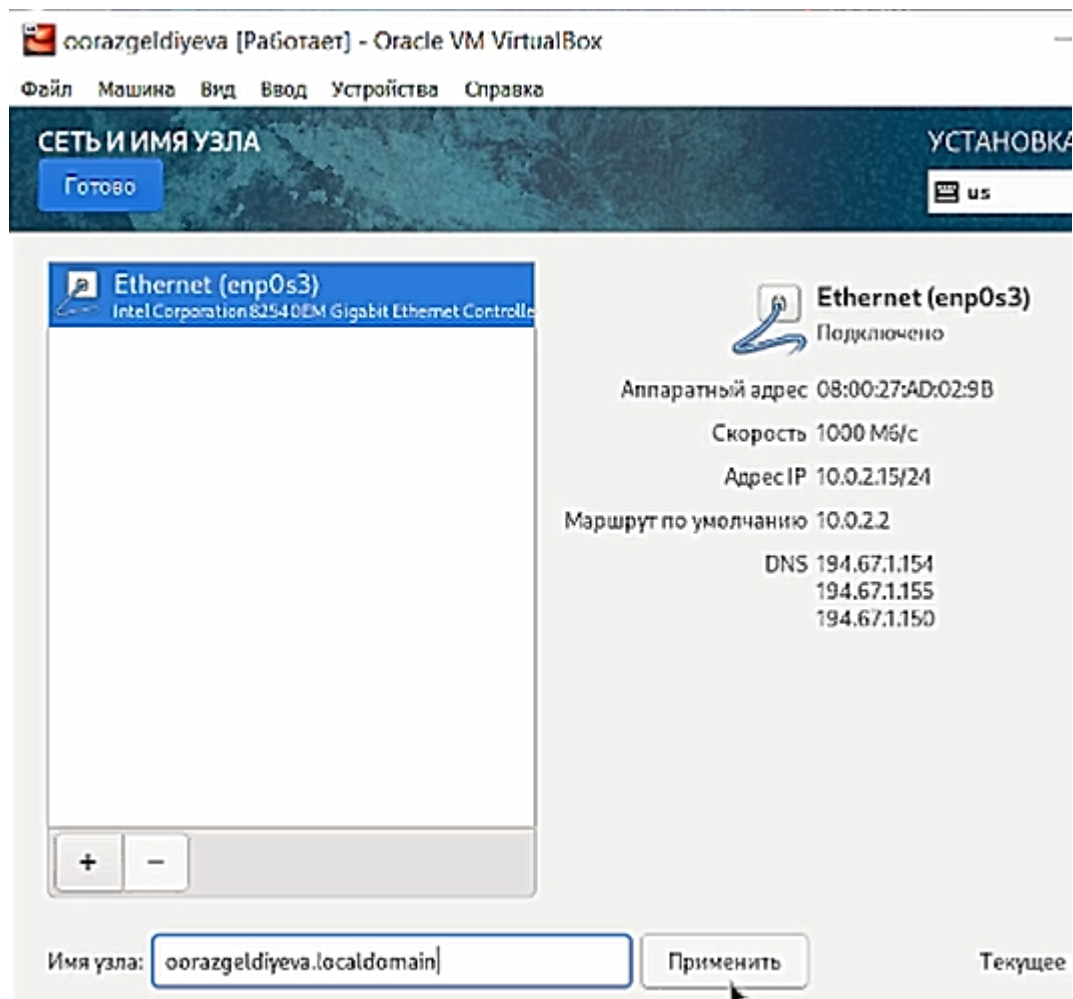 oorazgeldiyeva [Работает] - Oracle VM VirtualBox
Файл Машина Вид Ввод Устройства Справка
СЕТЬ И ИМЯ УЗЛА
УСТАНОВКА
Готово
us
Ethernet (enp0s3)
Intel Corporation 82540EM Gigabit Ethernet Controlle
Ethernet (enp0s3)
Подключено
Аппаратный адрес 08:00:27:AD:02:9B
Скорость 1000 Мб/с
Адрес IP 10.0.2.15/24
Маршрут по умолчанию 10.0.2.2
DNS 194.67.1.154
194.67.1.155
194.67.1.150
+ −
Имя узла: oorazgeldiyeva.localdomain Применить Текущее